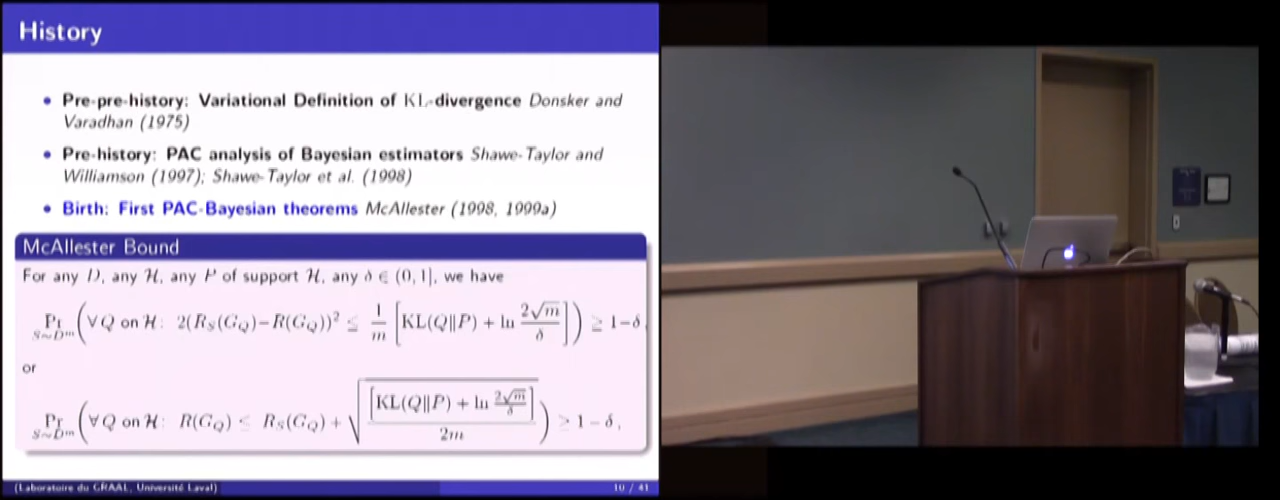 History
• Pre-pre-history: Variational Definition of KL-divergence Donsker and
Varadhan (1975)
• Pre-history: PAC analysis of Bayesian estimators Shawe-Taylor and
Williamson (1997); Shawe-Taylor et al. (1998)
• Birth: First PAC-Bayesian theorems McAllester (1998, 1999a)
McAllester Bound
For any D, any ℋ, any P of support ℋ, any δ ∈ (0, 1], we have
Pr_{S∼D^m} ( ∀ Q on ℋ: 2(R_S(G_Q)−R(G_Q))² ≤ 1/m [ KL(Q‖P) + ln 2√m/δ ] ) ≥ 1−δ,
or
Pr_{S∼D^m} ( ∀ Q on ℋ: R(G_Q) ≤ R_S(G_Q) + √( [ KL(Q‖P) + ln 2√m/δ ] / 2m ) ) ≥ 1 − δ,
(Laboratoire du GRAAL, Université Laval) 10 / 41